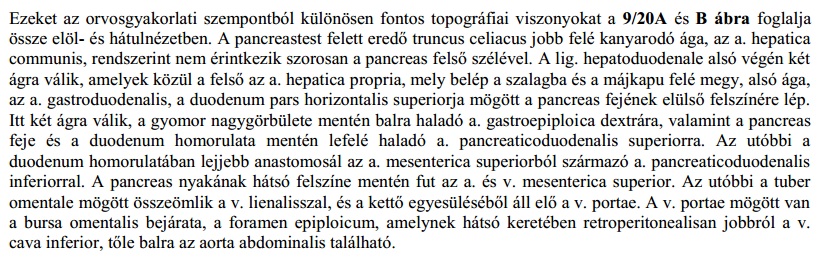 Ezeket az orvosgyakorlati szempontból különösen fontos topográfiai viszonyokat a 9/20A és B ábra foglalja
össze elöl- és hátulnézetben. A pancreastest felett eredő truncus celiacus jobb felé kanyarodó ága, az a. hepatica
communis, rendszerint nem érintkezik szorosan a pancreas felső szélével. A lig. hepatoduodenale alsó végén két
ágra válik, amelyek közül a felső az a. hepatica propria, mely belép a szalagba és a májkapu felé megy, alsó ága,
az a. gastroduodenalis, a duodenum pars horizontalis superiorja mögött a pancreas fejének elülső felszínére lép.
Itt két ágra válik, a gyomor nagygörbülete mentén balra haladó a. gastroepiploica dextrára, valamint a pancreas
feje és a duodenum homorulata mentén lefelé haladó a. pancreaticoduodenalis superiorra. Az utóbbi a
duodenum homorulatában lejjebb anastomosál az a. mesenterica superiorból származó a. pancreaticoduodenalis
inferiorral. A pancreas nyakának hátsó felszíne mentén fut az a. és v. mesenterica superior. Az utóbbi a tuber
omentale mögött összeömlik a v. lienalisszal, és a kettő egyesüléséből áll elő a v. portae. A v. portae mögött van
a bursa omentalis bejárata, a foramen epiploicum, amelynek hátsó keretében retroperitonealisan jobbról a v.
cava inferior, tőle balra az aorta abdominalis található.